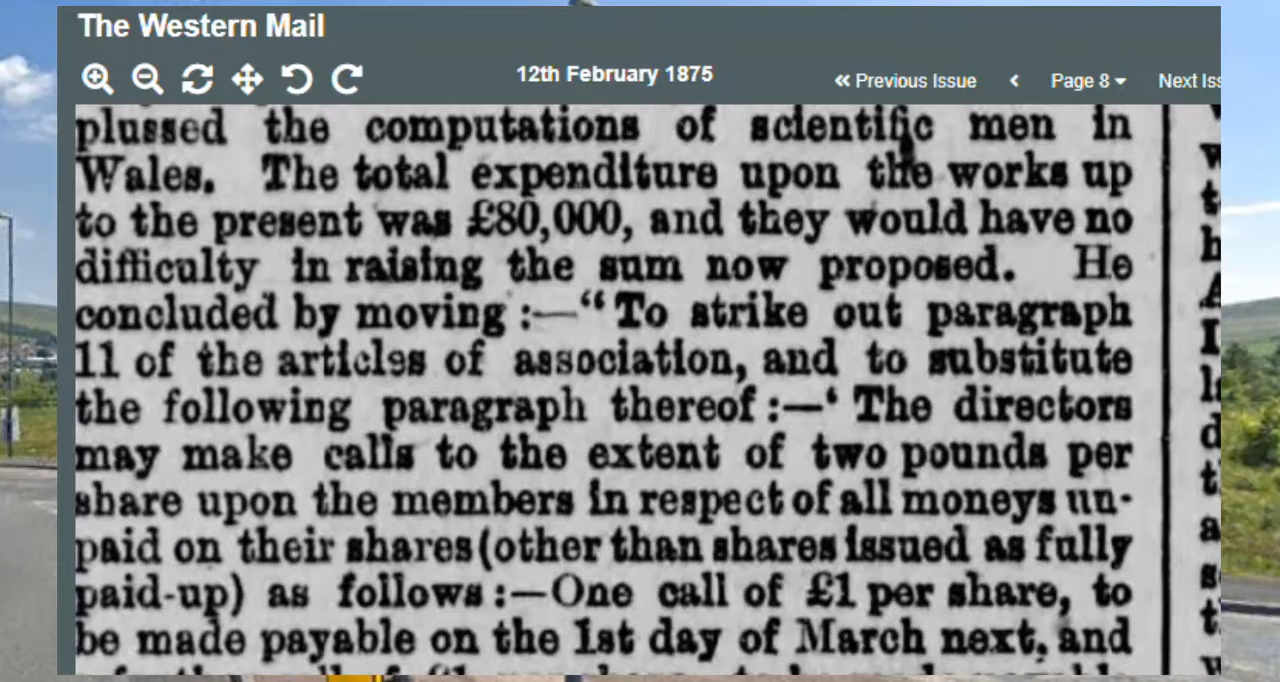 The Western Mail
12th February 1875
Previous Issue
Page 8
Next Iss
plussed the computations of scientific men in
Wales. The total expenditure upon the works up
to the present was £80,000, and they would have no
difficulty in raising the sum now proposed. He
concluded by moving :—“To strike out paragraph
11 of the articles of association, and to substitute
the following paragraph thereof :—‘ The directors
may make calls to the extent of two pounds per
share upon the members in respect of all moneys un-
paid on their shares (other than shares issued as fully
paid-up) as follows :—One call of £1 per share, to
be made payable on the 1st day of March next, and